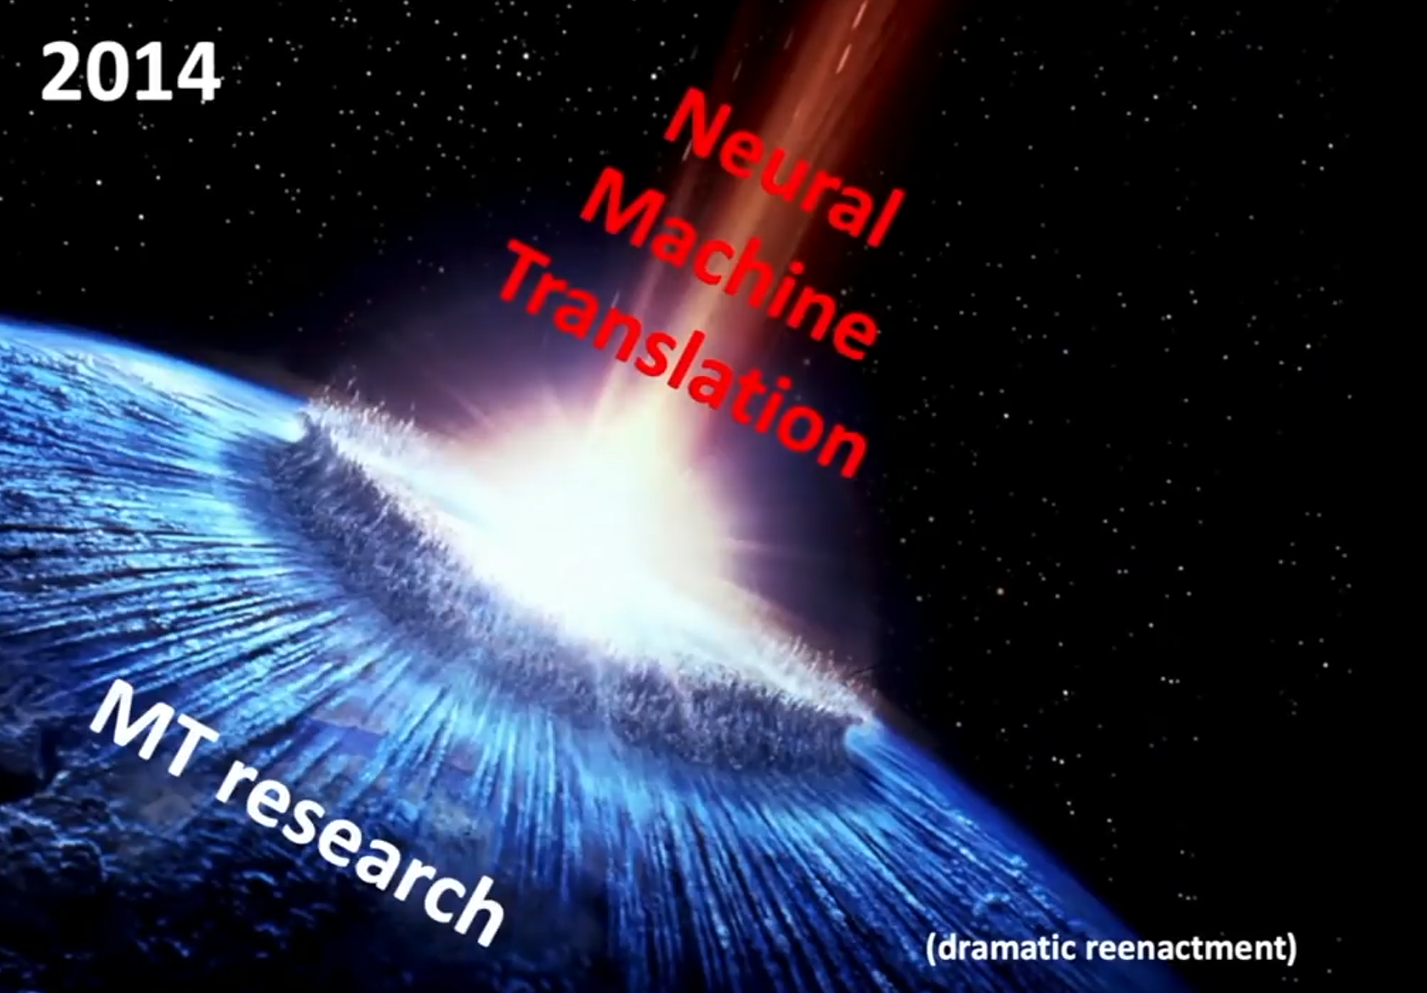 2014
Neural
Machine
Translation
MT research
(dramatic reenactment)